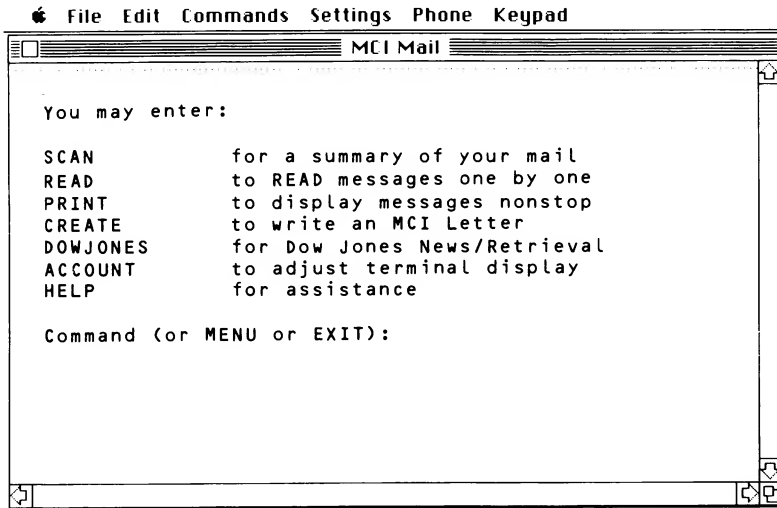 File Edit Commands Settings Phone Keypad
MCI Mail
You may enter:
SCAN for a summary of your mail
READ to READ messages one by one
PRINT to display messages nonstop
CREATE to write an MCI Letter
DOWJONES for Dow Jones News/Retrieval
ACCOUNT to adjust terminal display
HELP for assistance
Command (or MENU or EXIT):